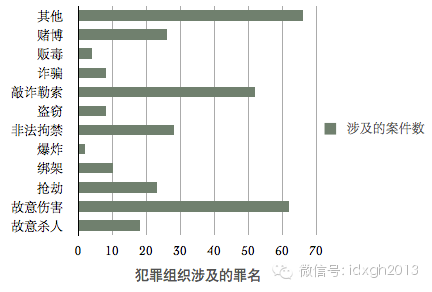 其他
赌博
贩毒
诈骗
敲诈勒索
盗窃
非法拘禁
爆炸
绑架
抢劫
故意伤害
故意杀人
0 10 20 30 40 50 60 70
涉及的案件数
犯罪组织涉及的罪名
微信号: iclxgh2013